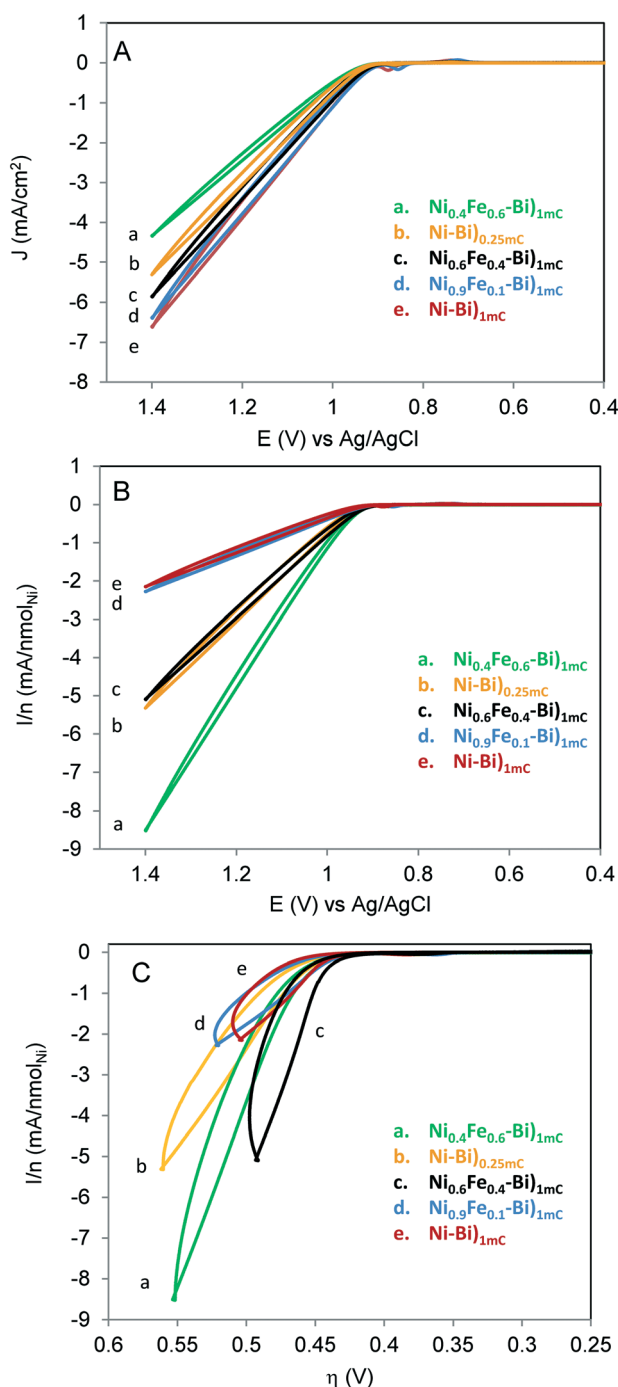 A
0
-1
-2
-3
-4
-5
-6
-7
-8
J (mA/cm²)
a
b
c
d
e
a. Ni₀.₄Fe₀.₆-Bi)₁mC
b. Ni-Bi)₀.₂₅mC
c. Ni₀.₆Fe₀.₄-Bi)₁mC
d. Ni₀.₉Fe₀.₁-Bi)₁mC
e. Ni-Bi)₁mC
1.4 1.2 1 0.8 0.6 0.4
E (V) vs Ag/AgCl
B
0
-1
-2
-3
-4
-5
-6
-7
-8
-9
I/n (mA/nmolNi)
e
d
c
b
a
a. Ni₀.₄Fe₀.₆-Bi)₁mC
b. Ni-Bi)₀.₂₅mC
c. Ni₀.₆Fe₀.₄-Bi)₁mC
d. Ni₀.₉Fe₀.₁-Bi)₁mC
e. Ni-Bi)₁mC
1.4 1.2 1 0.8 0.6 0.4
E (V) vs Ag/AgCl
C
0
-1
-2
-3
-4
-5
-6
-7
-8
-9
I/n (mA/nmolNi)
e
d
c
b
a
a. Ni₀.₄Fe₀.₆-Bi)₁mC
b. Ni-Bi)₀.₂₅mC
c. Ni₀.₆Fe₀.₄-Bi)₁mC
d. Ni₀.₉Fe₀.₁-Bi)₁mC
e. Ni-Bi)₁mC
0.6 0.55 0.5 0.45 0.4 0.35 0.3 0.25
η (V)